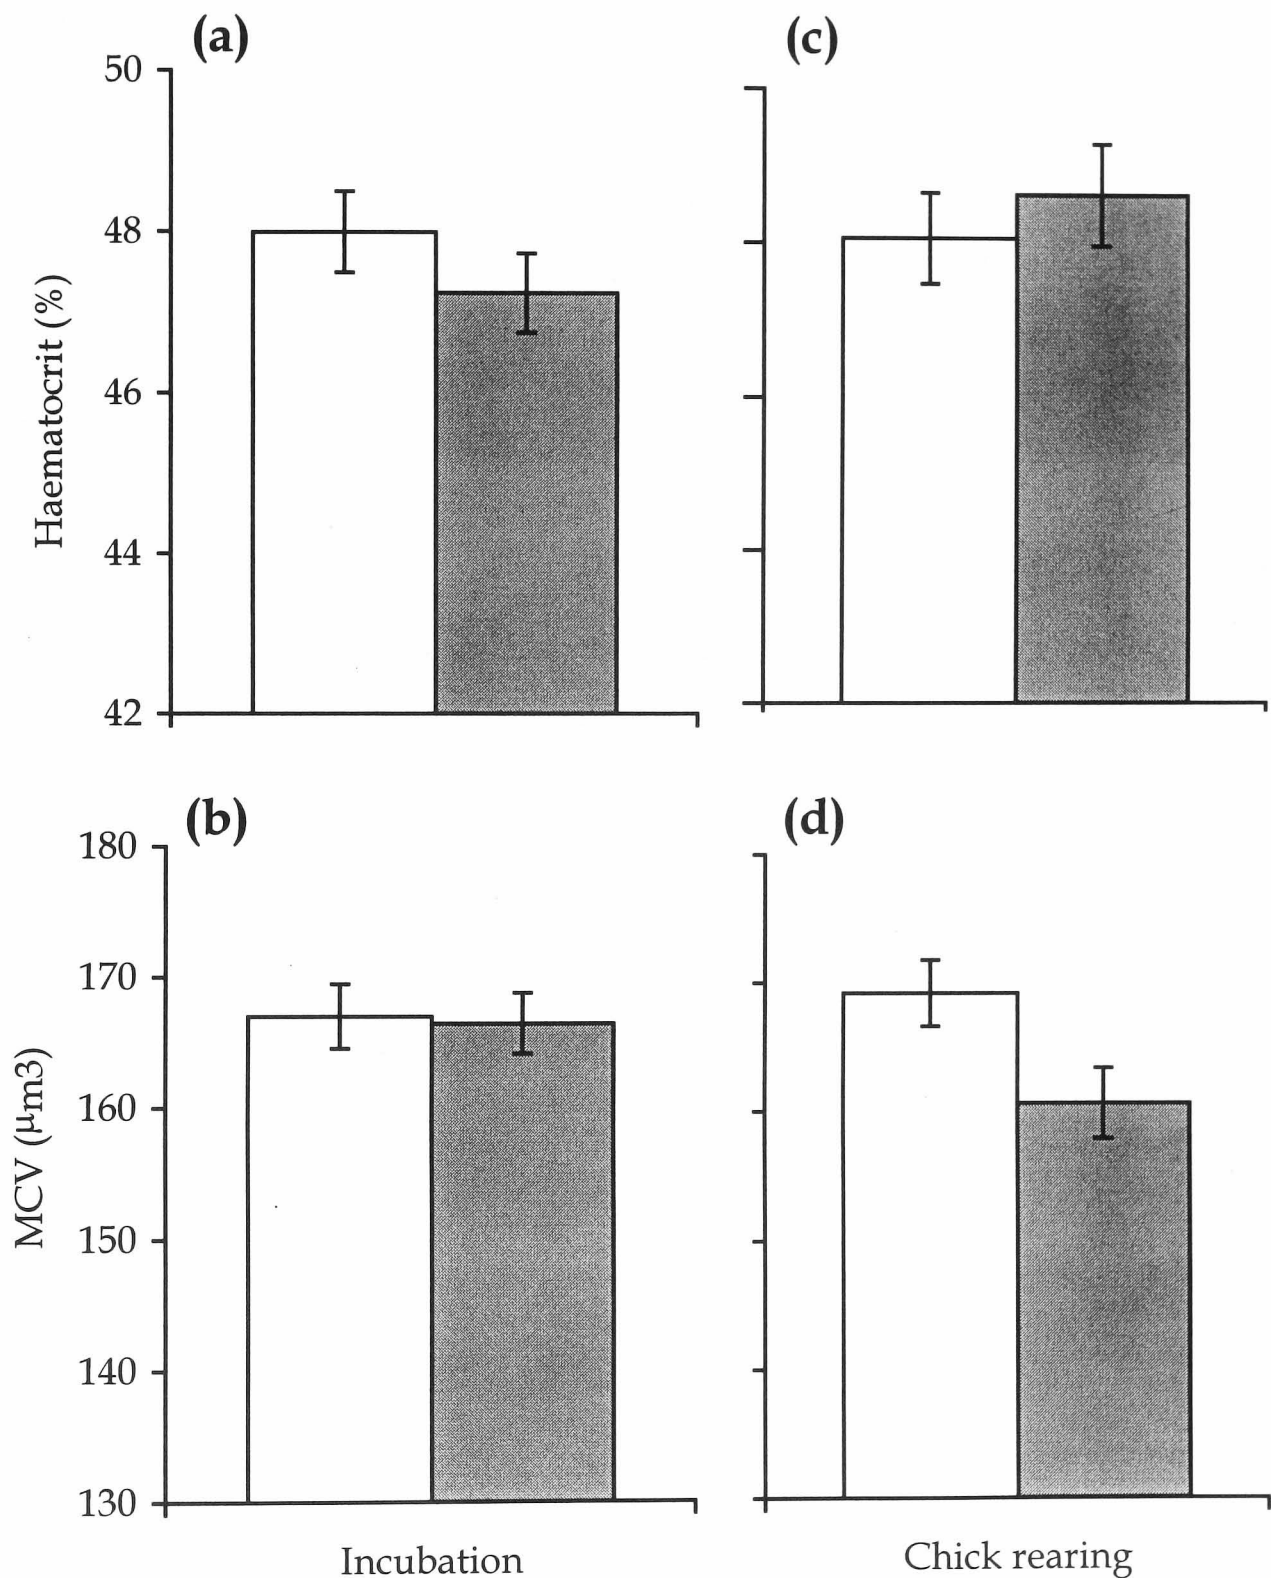 (a)
(c)
50
48
46
44
42
Haematocrit (%)
(b)
(d)
180
170
160
150
140
130
MCV (μm3)
Incubation
Chick rearing